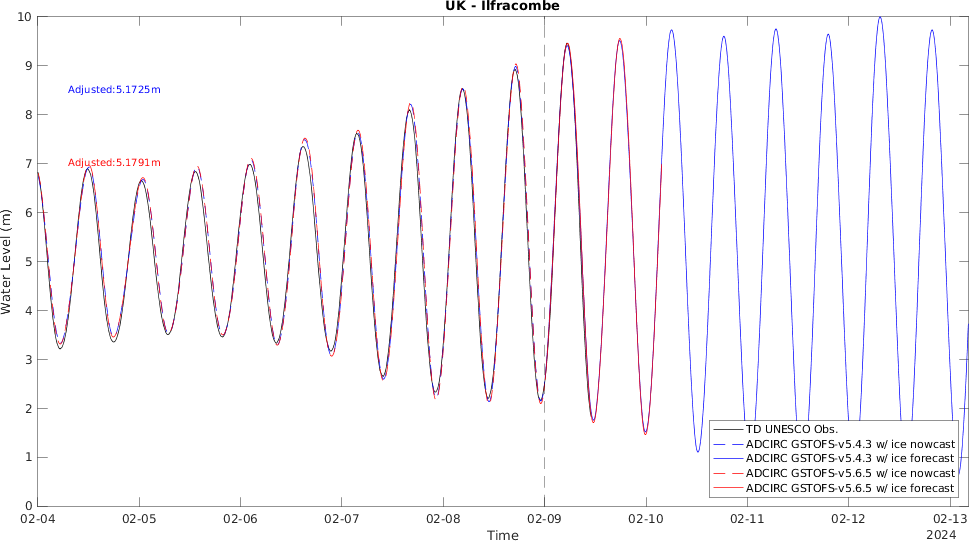 UK - Ilfracombe
10
9
8
7
6
5
4
3
2
1
0
Water Level (m)
Adjusted:5.1725m
Adjusted:5.1791m
TD UNESCO Obs.
ADCIRC GSTOFS-v5.4.3 w/ ice nowcast
ADCIRC GSTOFS-v5.4.3 w/ ice forecast
ADCIRC GSTOFS-v5.6.5 w/ ice nowcast
ADCIRC GSTOFS-v5.6.5 w/ ice forecast
02-04 02-05 02-06 02-07 02-08 02-09 02-10 02-11 02-12 02-13
Time
2024